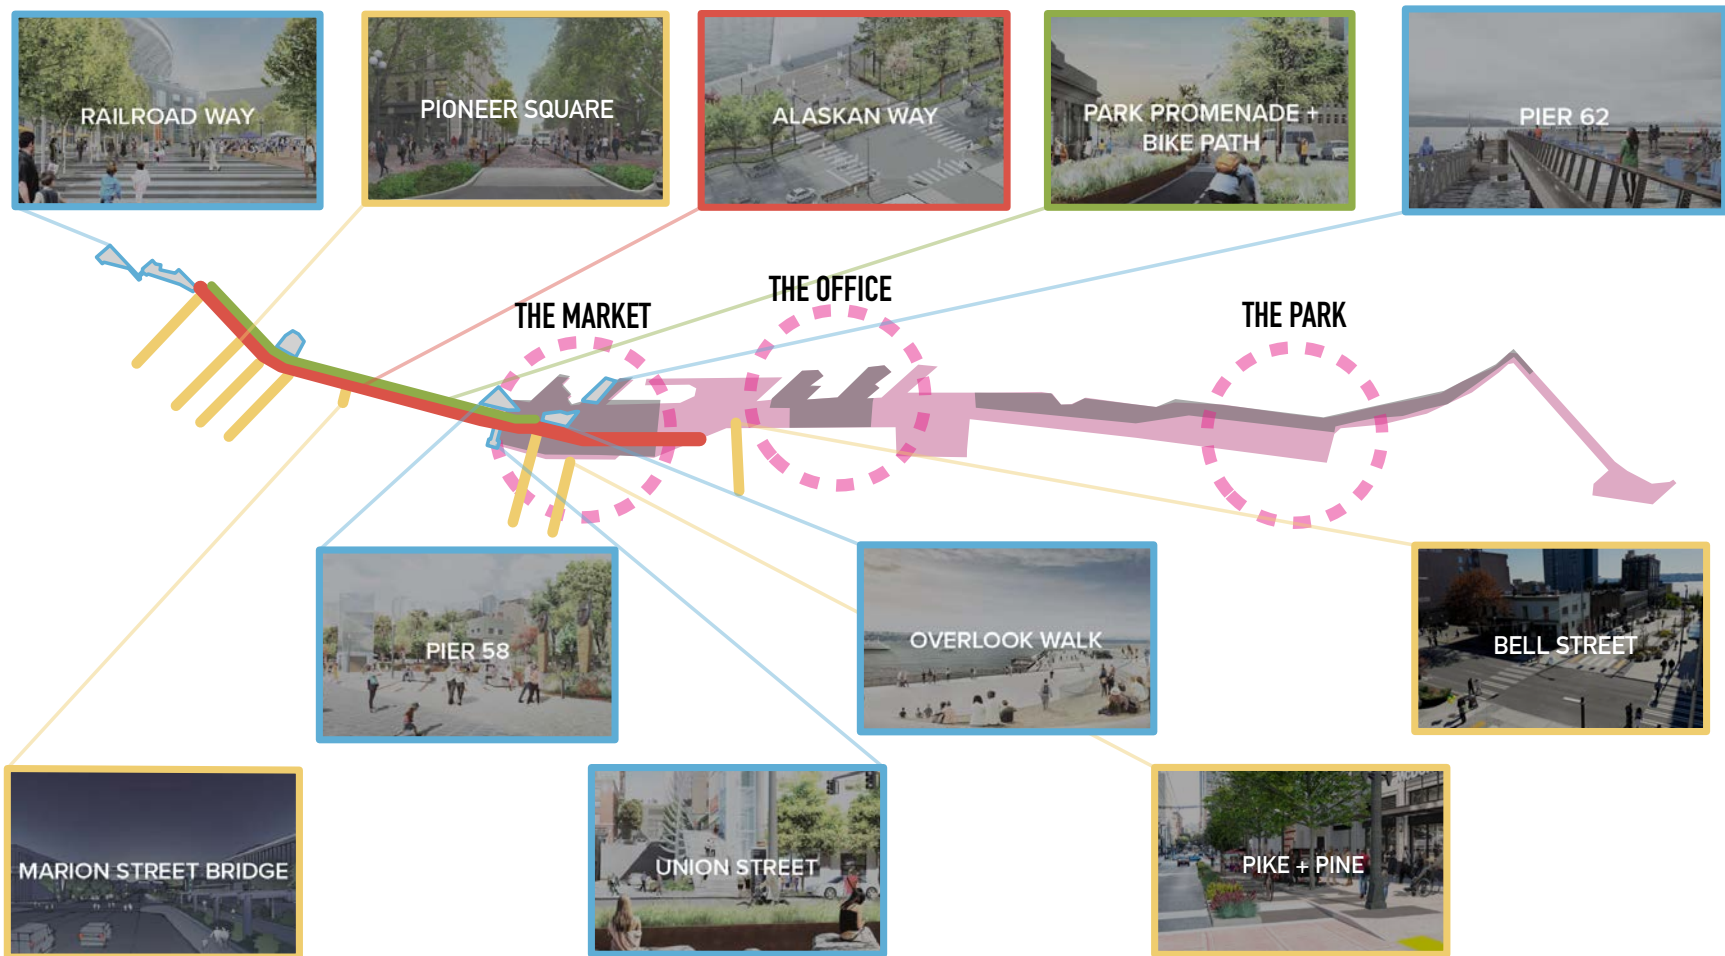 RAILROAD WAY
PIONEER SQUARE
ALASKAN WAY
PARK PROMENADE +
BIKE PATH
PIER 62
THE MARKET
THE OFFICE
THE PARK
PIER 58
OVERLOOK WALK
BELL STREET
MARION STREET BRIDGE
UNION STREET
PIKE + PINE